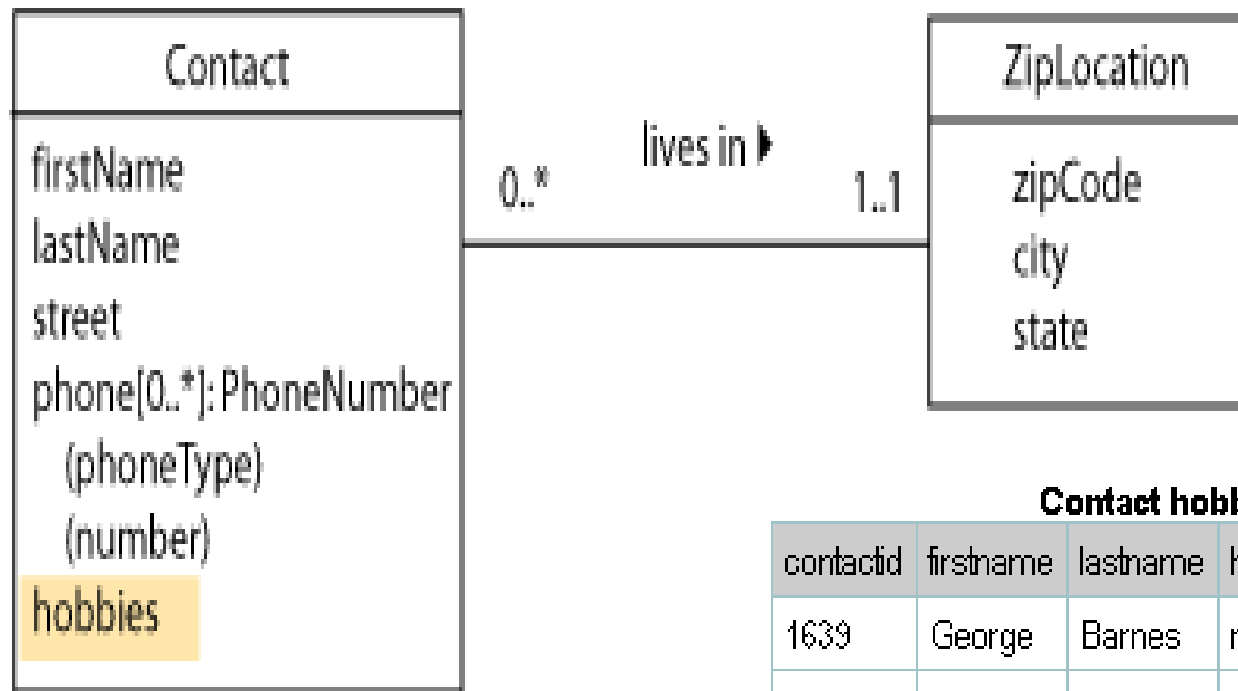 Contact
firstName
lastName
street
phone[0..*]: PhoneNumber
(phoneType)
(number)
hobbies
0..*
lives in
1..1
ZipLocation
zipCode
city
state
Contact
contactid firstname lastname
1639 George Barnes